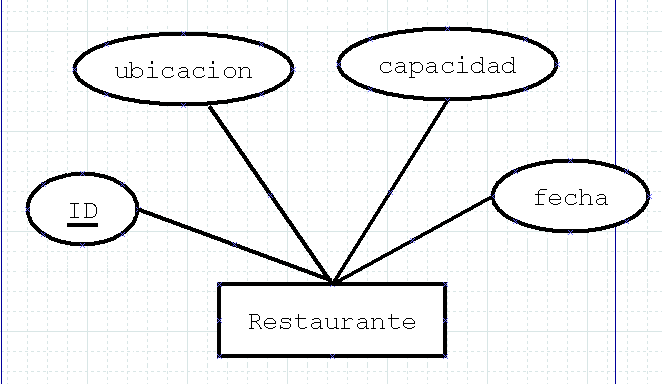 ubicacion
capacidad
ID
fecha
Restaurante